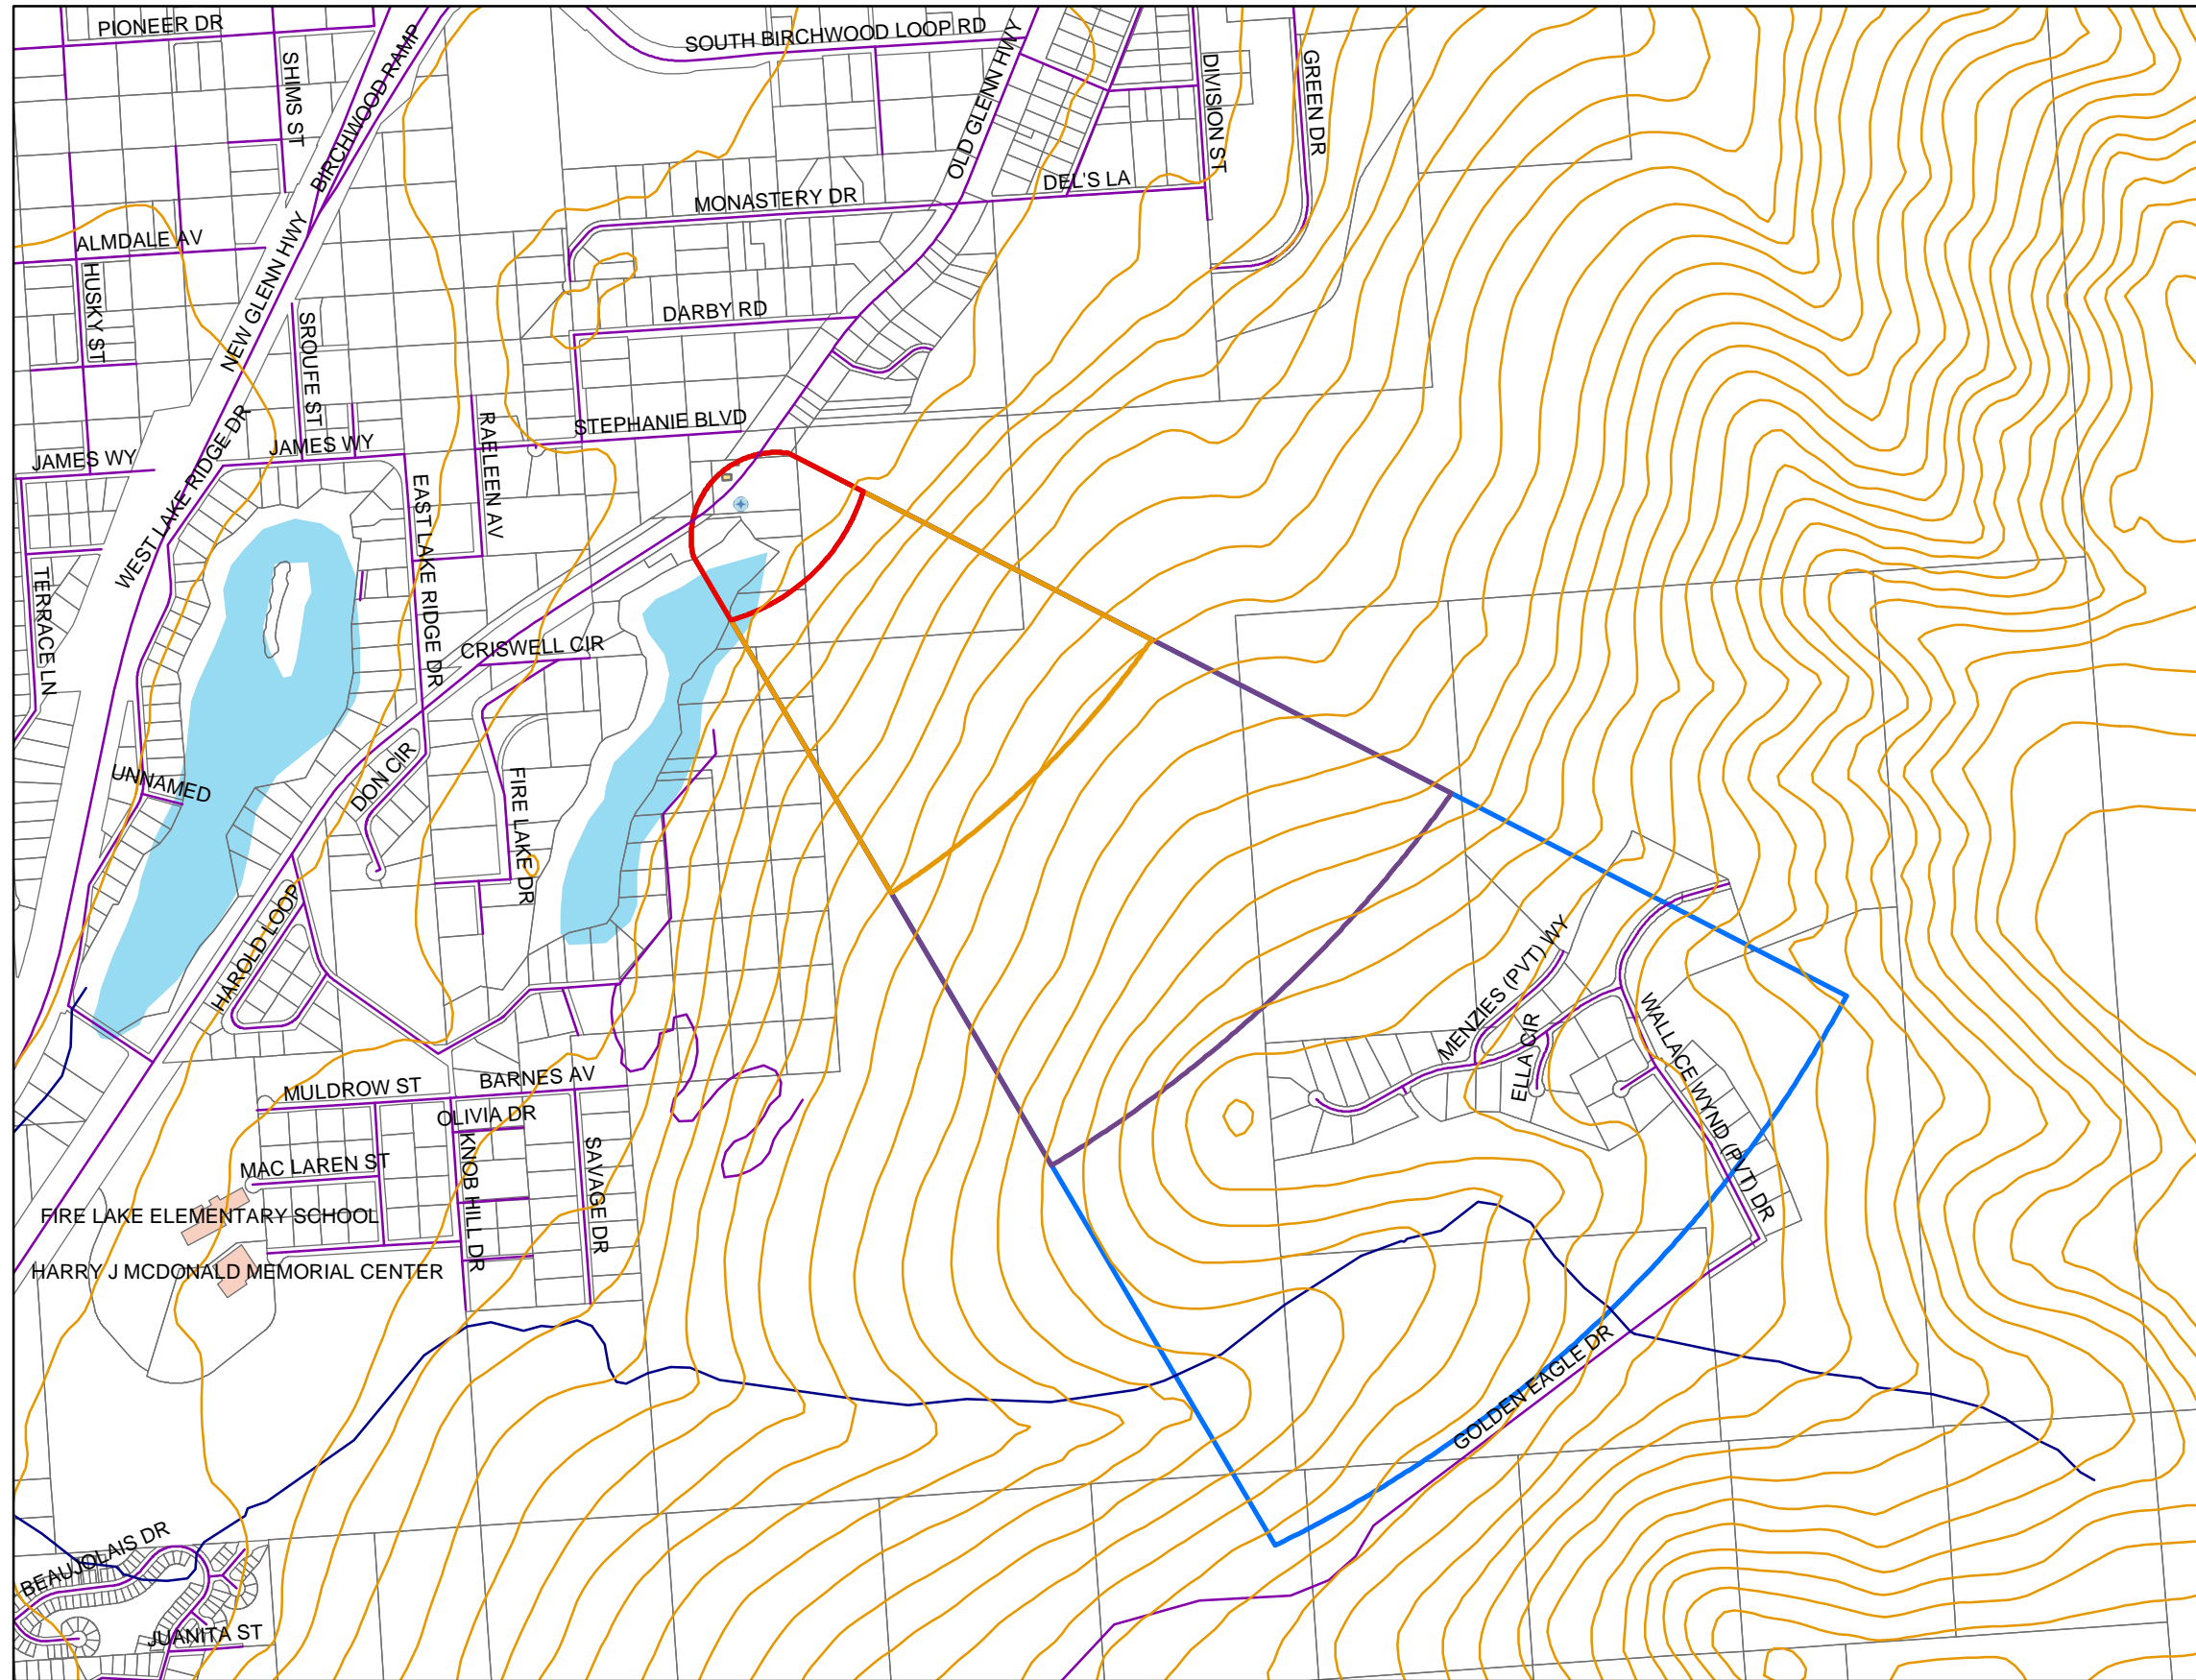 PIONEER DR
SOUTH BIRCHWOOD LOOP RD
SHIMS ST
BIRCHWOOD RAMP
OLD GLENN HWY
DIVISION ST
GREEN DR
DEL'S LA
MONASTERY DR
ALMDALE AV
HUSKY ST
NEW GLENN HWY
SROUFE ST
DARBY RD
STEPHANIE BLVD
JAMES WY
JAMES WY
WEST LAKE RIDGE DR
RAELEEN AV
EAST LAKE RIDGE DR
TERRACE LN
CRISWELL CIR
UNNAMED
DON CIR
FIRE LAKE DR
HAROLD LOOP
MENZIES (PVT) WY
ELLA CIR
WALLACE WYND (PVT) DR
MULDROW ST
BARNES AV
OLIVIA DR
KNOB HILL DR
SAVAGE DR
MAC LAREN ST
FIRE LAKE ELEMENTARY SCHOOL
HARRY J MCDONALD MEMORIAL CENTER
GOLDEN EAGLE DR
BEAUJOLAIS DR
JUANITA ST